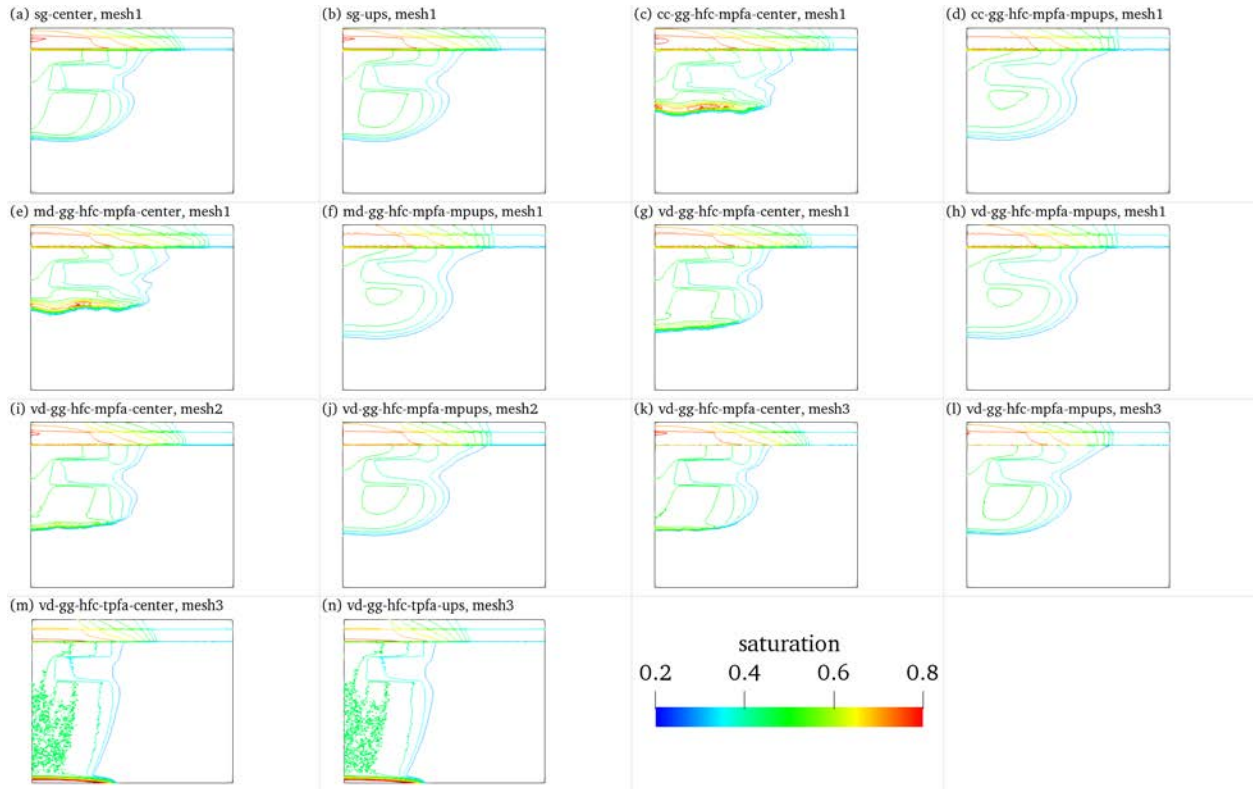 (a) sg-center, mesh1
(b) sg-ups, mesh1
(c) cc-gg-hfc-mpfa-center, mesh1
(d) cc-gg-hfc-mpfa-mpups, mesh1
(e) md-gg-hfc-mpfa-center, mesh1
(f) md-gg-hfc-mpfa-mpups, mesh1
(g) vd-gg-hfc-mpfa-center, mesh1
(h) vd-gg-hfc-mpfa-mpups, mesh1
(i) vd-gg-hfc-mpfa-center, mesh2
(j) vd-gg-hfc-mpfa-mpups, mesh2
(k) vd-gg-hfc-mpfa-center, mesh3
(l) vd-gg-hfc-mpfa-mpups, mesh3
(m) vd-gg-hfc-tpfa-center, mesh3
(n) vd-gg-hfc-tpfa-ups, mesh3
saturation
0.2 0.4 0.6 0.8